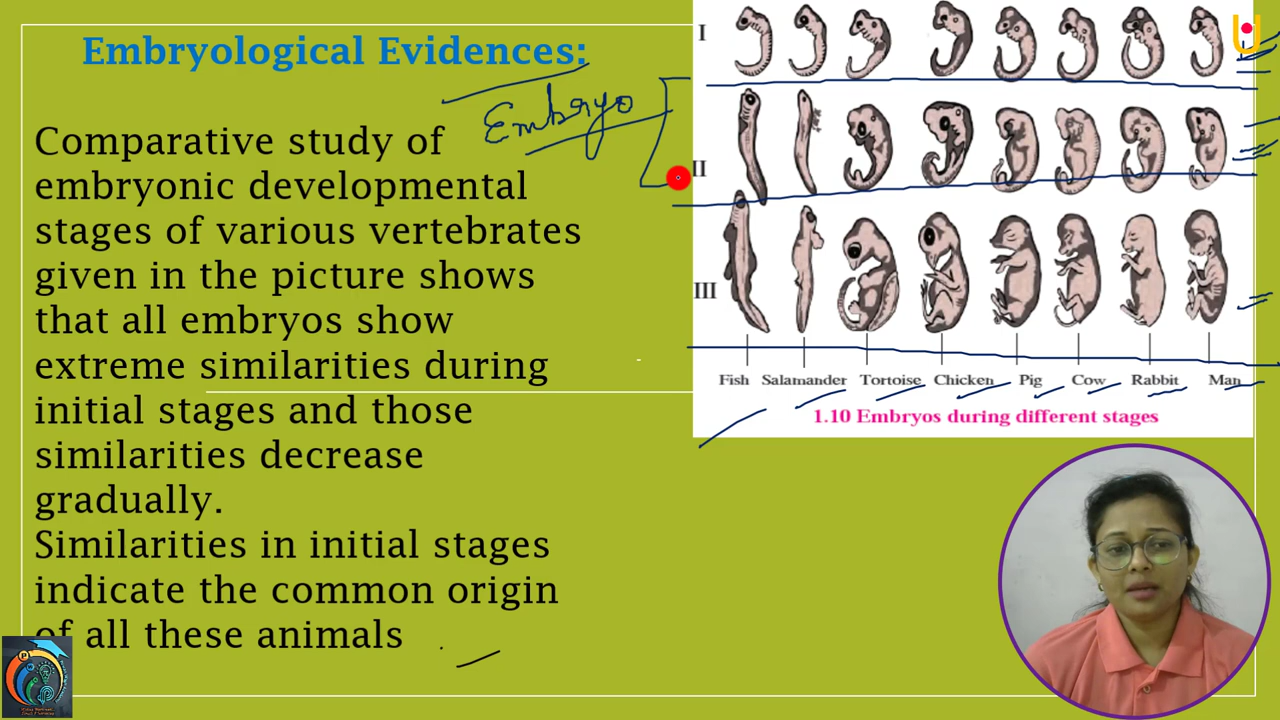 Embryological Evidences:
Embryo
Comparative study of
embryonic developmental
stages of various vertebrates
given in the picture shows
that all embryos show
extreme similarities during
initial stages and those
similarities decrease
gradually.
Similarities in initial stages
indicate the common origin
of all these animals
I
II
III
Fish Salamander Tortoise Chicken Pig Cow Rabbit Man
1.10 Embryos during different stages